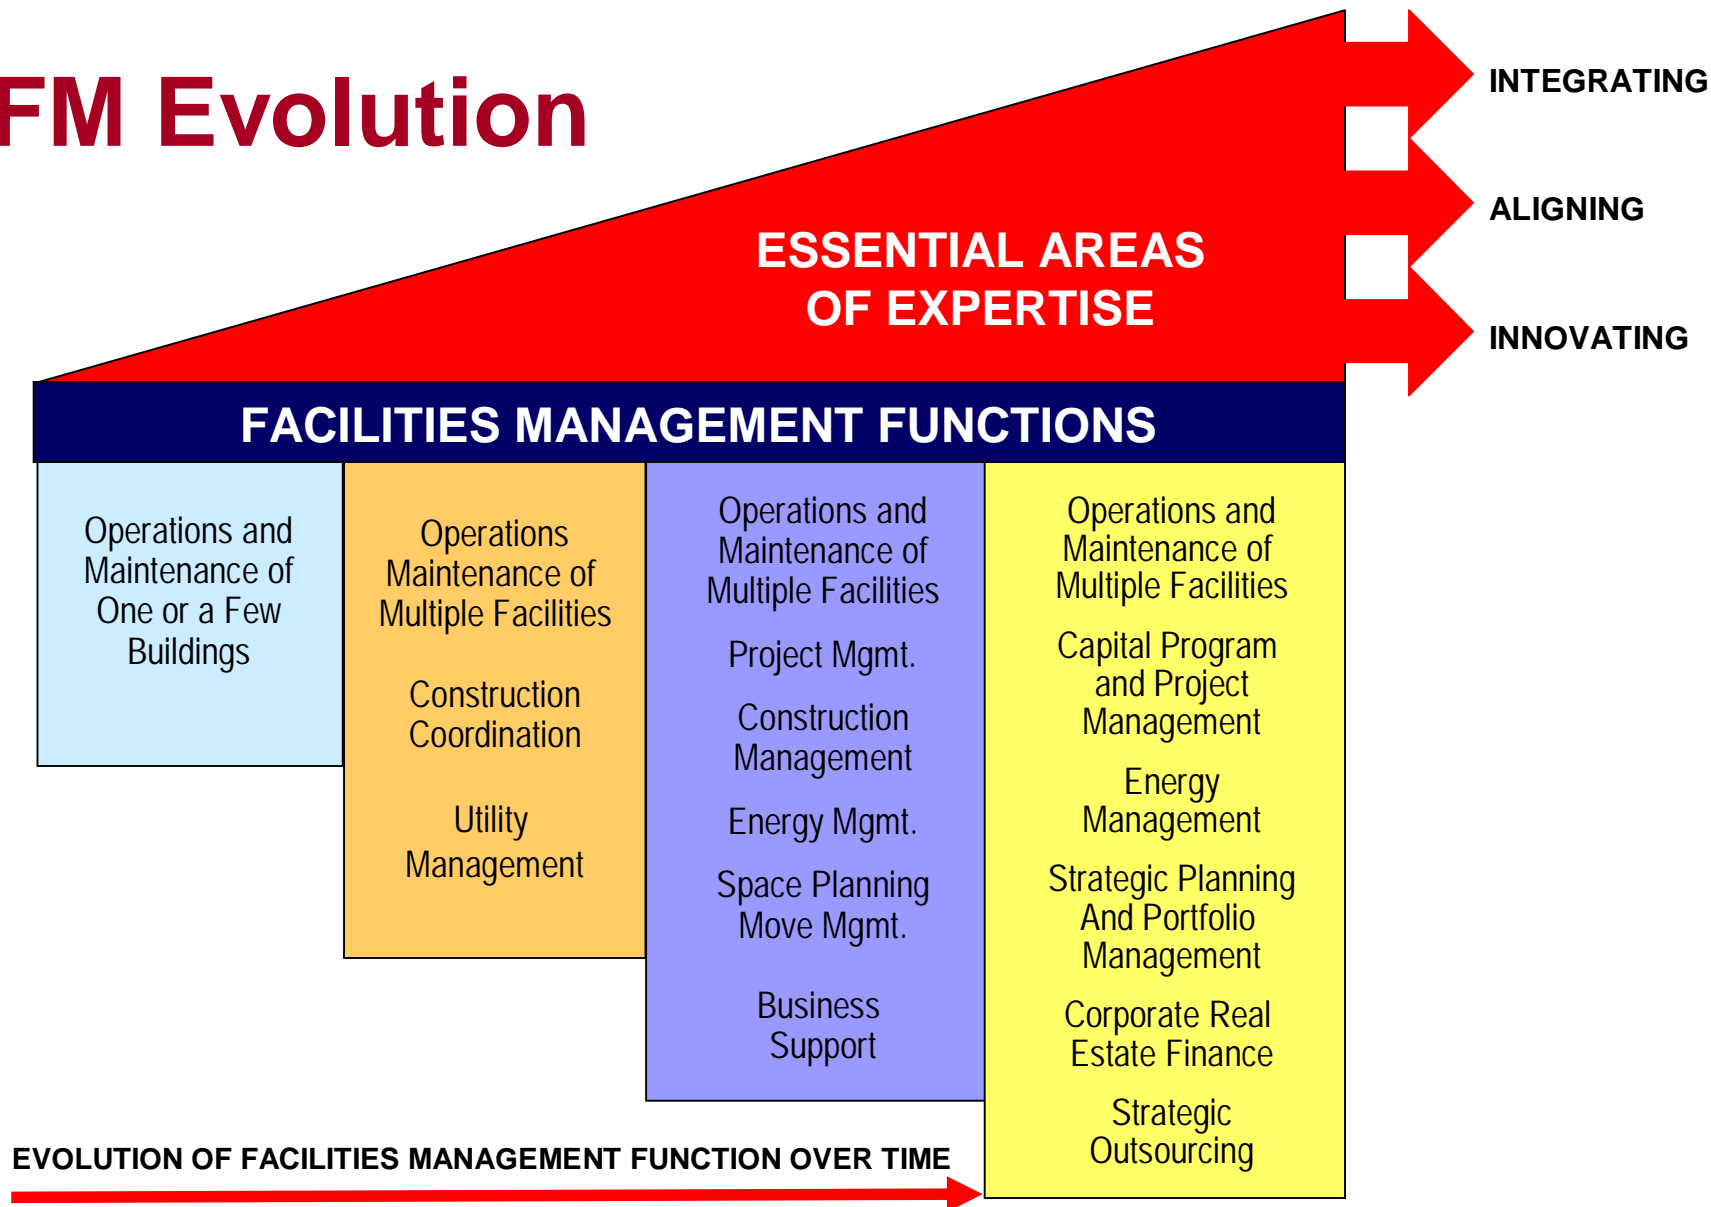 FM Evolution
INTEGRATING
ALIGNING
INNOVATING
ESSENTIAL AREAS
OF EXPERTISE
FACILITIES MANAGEMENT FUNCTIONS
Operations and
Maintenance of
One or a Few
Buildings
Operations
Maintenance of
Multiple Facilities
Construction
Coordination
Utility
Management
Operations and
Maintenance of
Multiple Facilities
Project Mgmt.
Construction
Management
Energy Mgmt.
Space Planning
Move Mgmt.
Business
Support
Operations and
Maintenance of
Multiple Facilities
Capital Program
and Project
Management
Energy
Management
Strategic Planning
And Portfolio
Management
Corporate Real
Estate Finance
Strategic
Outsourcing
EVOLUTION OF FACILITIES MANAGEMENT FUNCTION OVER TIME